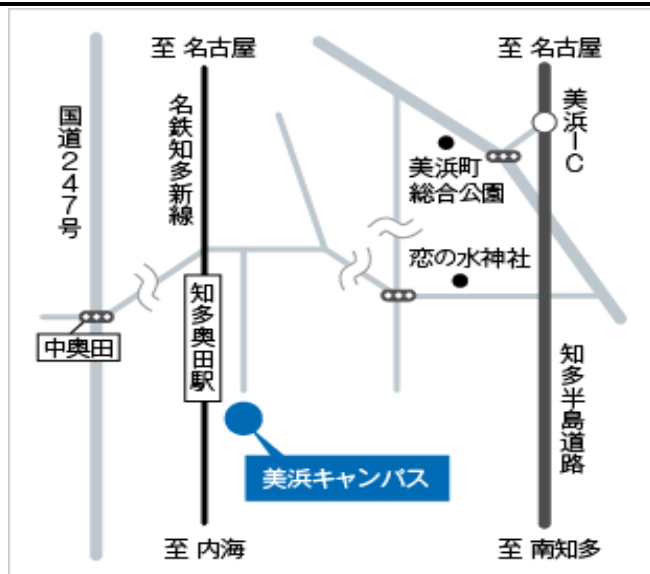 至 名古屋
至 名古屋
国道247号
名鉄知多新線
美浜IC
美浜町
総合公園
恋の水神社
知多奥田駅
中奥田
知多半島道路
美浜キャンパス
至 内海
至 南知多